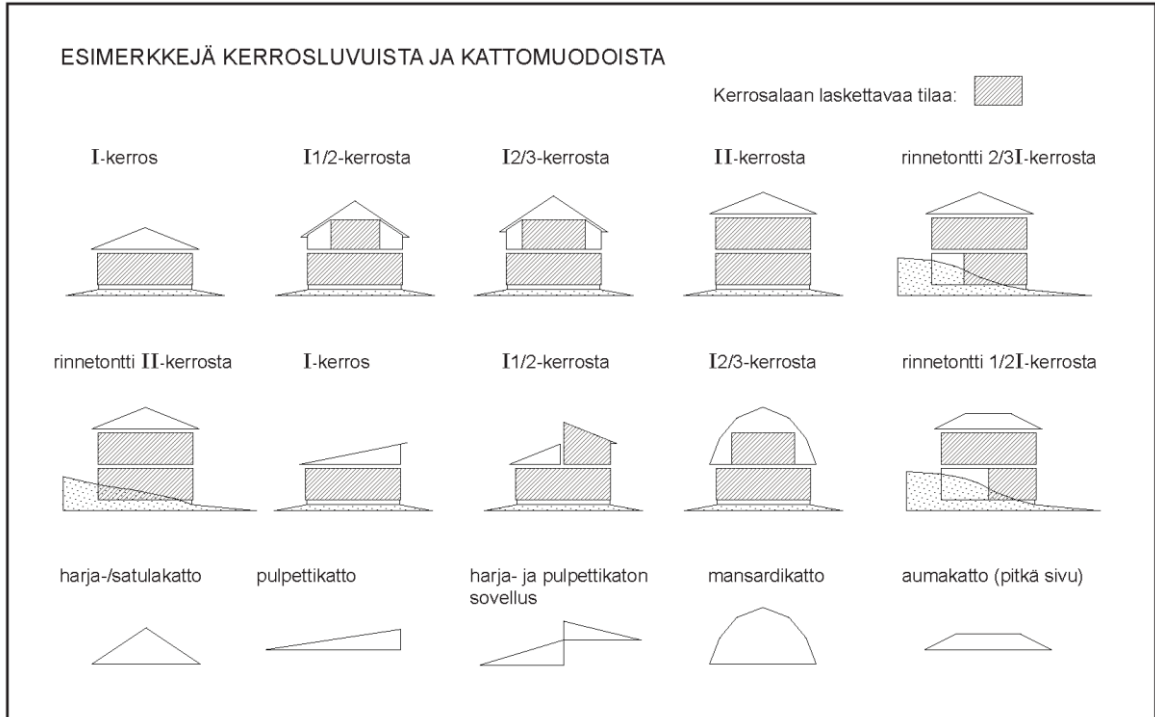 ESIMERKKEJÄ KERROSLUVUISTA JA KATTOMUODOISTA
Kerrosalaan laskettavaa tilaa:
I-kerros
I1/2-kerrosta
I2/3-kerrosta
II-kerrosta
rinnetontti 2/3I-kerrosta
rinnetontti II-kerrosta
I-kerros
I1/2-kerrosta
I2/3-kerrosta
rinnetontti 1/2I-kerrosta
harja-/satulakatto
pulpettikatto
harja- ja pulpettikaton
sovellus
mansardikatto
aumakatto (pitkä sivu)